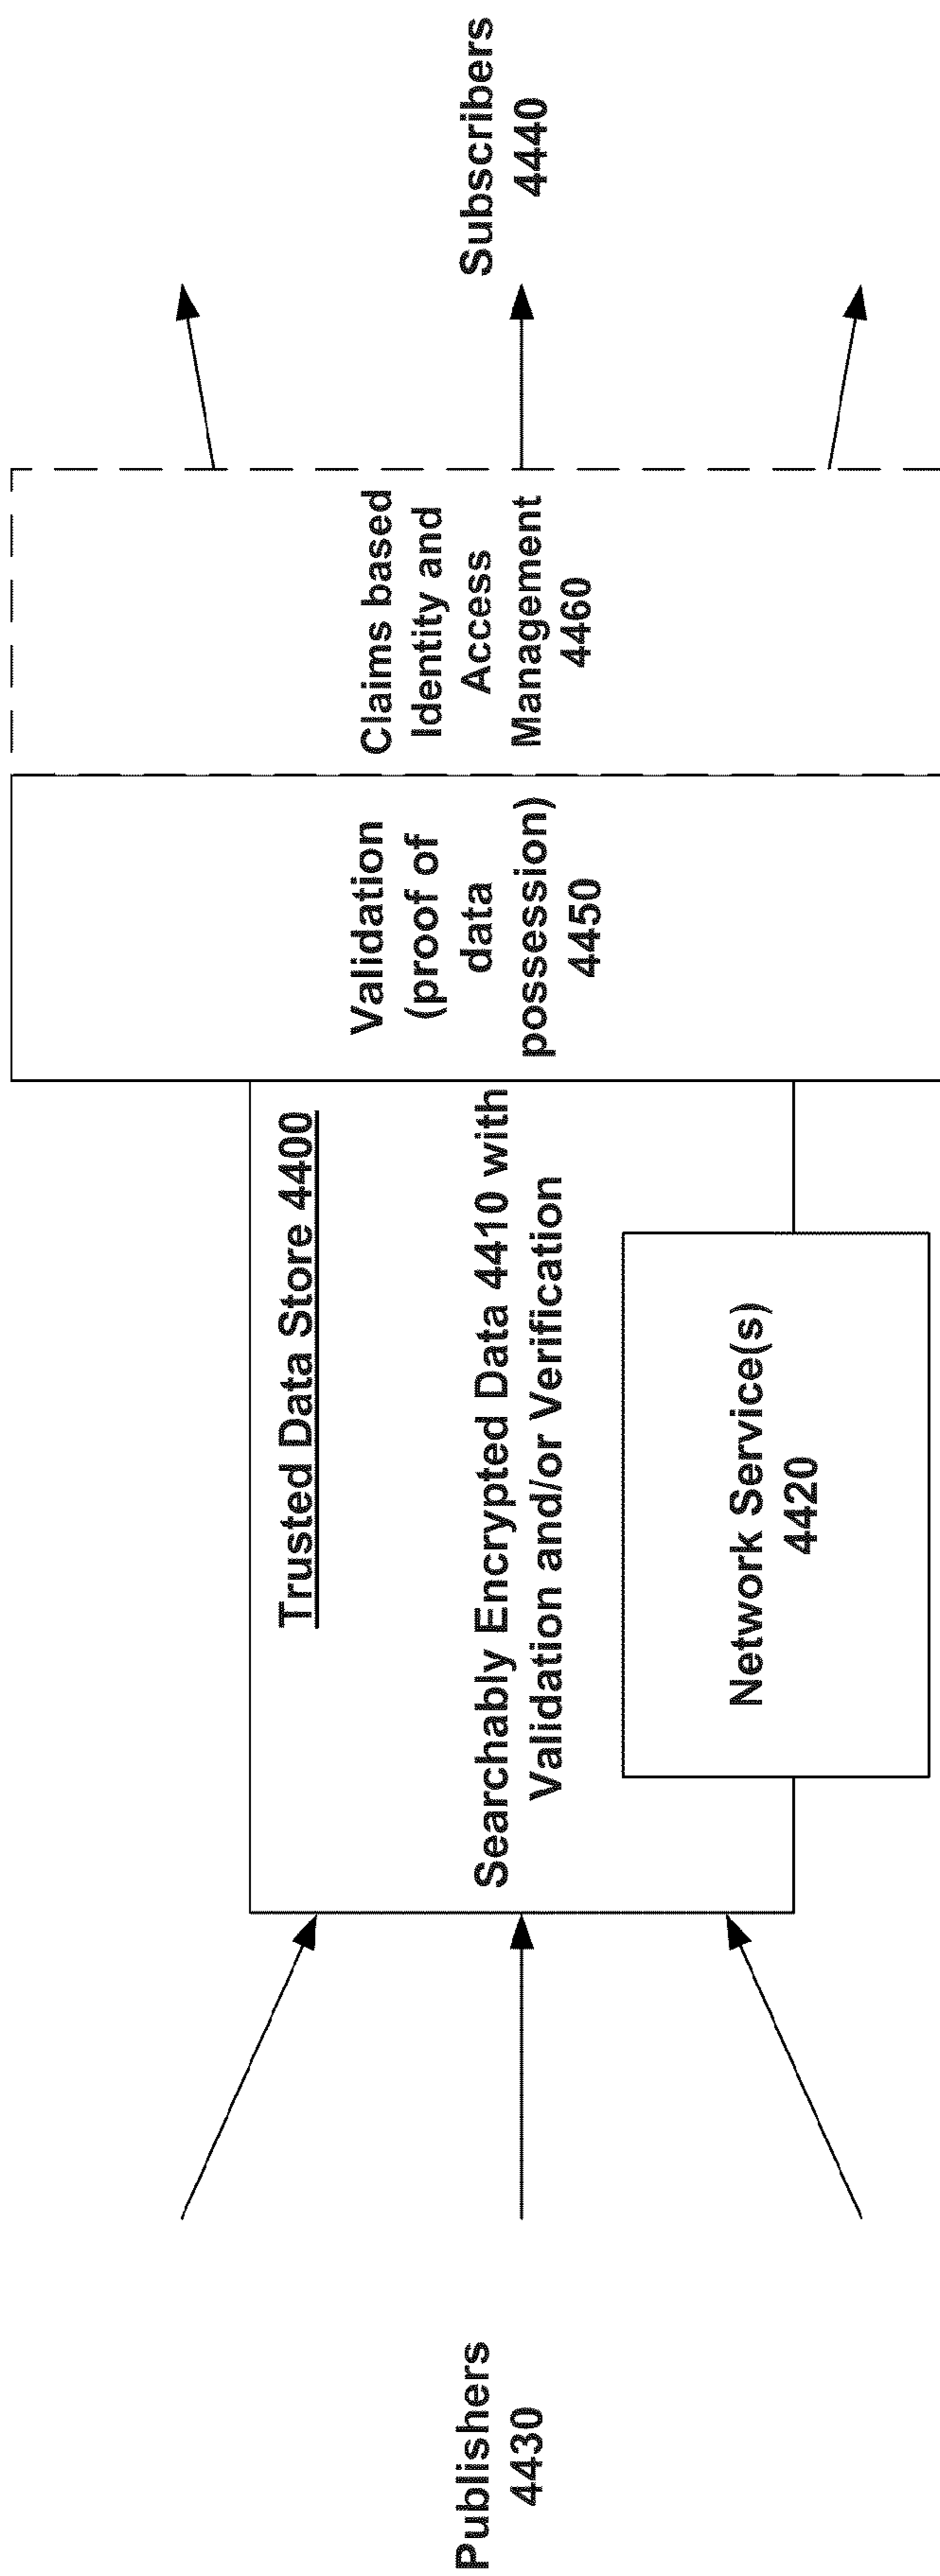 Publishers
4430
Trusted Data Store 4400
Searchably Encrypted Data 4410 with
Validation and/or Verification
Network Service(s)
4420
Validation
(proof of
data
possession)
4450
Claims based
Identity and
Access
Management
4460
Subscribers
4440